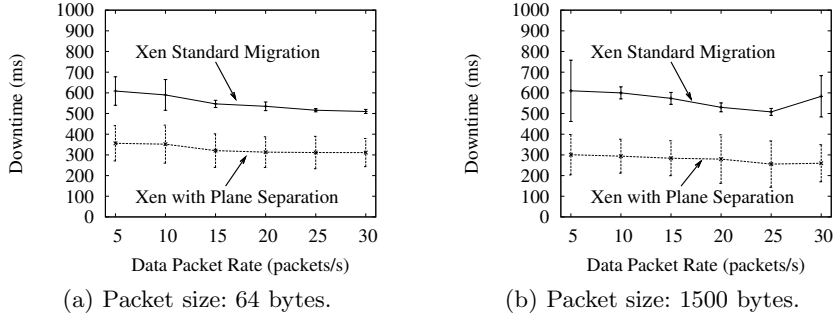 1000
900
800
700
600
500
400
300
200
100
0
Downtime (ms)
Xen Standard Migration
Xen with Plane Separation
5 10 15 20 25 30
Data Packet Rate (packets/s)
(a) Packet size: 64 bytes.
1000
900
800
700
600
500
400
300
200
100
0
Downtime (ms)
Xen Standard Migration
Xen with Plane Separation
5 10 15 20 25 30
Data Packet Rate (packets/s)
(b) Packet size: 1500 bytes.